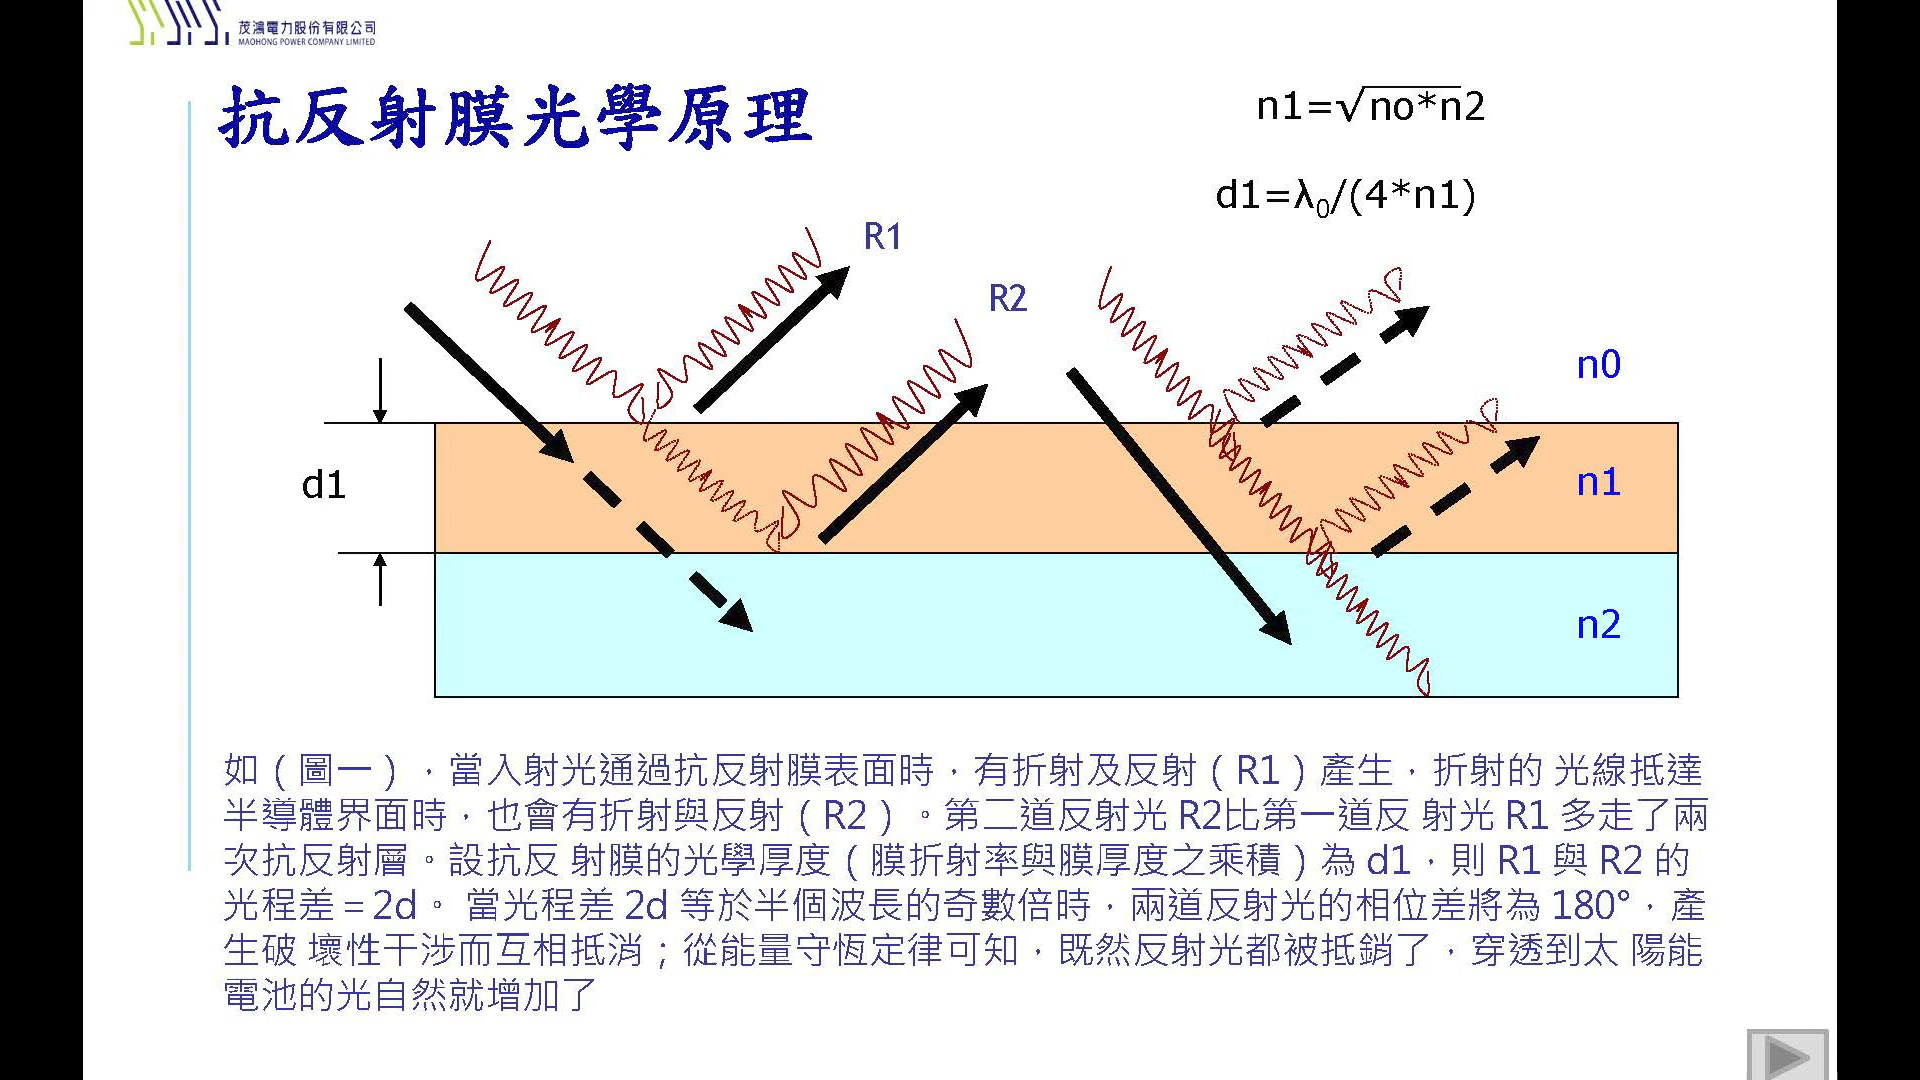 茂鴻電力股份有限公司
MAOHONG POWER COMPANY LIMITED
抗反射膜光學原理
n1=√no*n2
d1=λ0/(4*n1)
R1
R2
n0
d1
n1
n2
如（圖一），當入射光通過抗反射膜表面時，有折射及反射（R1）產生，折射的 光線抵達
半導體界面時，也會有折射與反射（R2）。第二道反射光 R2比第一道反 射光 R1 多走了兩
次抗反射層。設抗反 射膜的光學厚度（膜折射率與膜厚度之乘積）為 d1，則 R1 與 R2 的
光程差＝2d。 當光程差 2d 等於半個波長的奇數倍時，兩道反射光的相位差將為 180°，產
生破 壞性干涉而互相抵消；從能量守恆定律可知，既然反射光都被抵銷了，穿透到太 陽能
電池的光自然就增加了